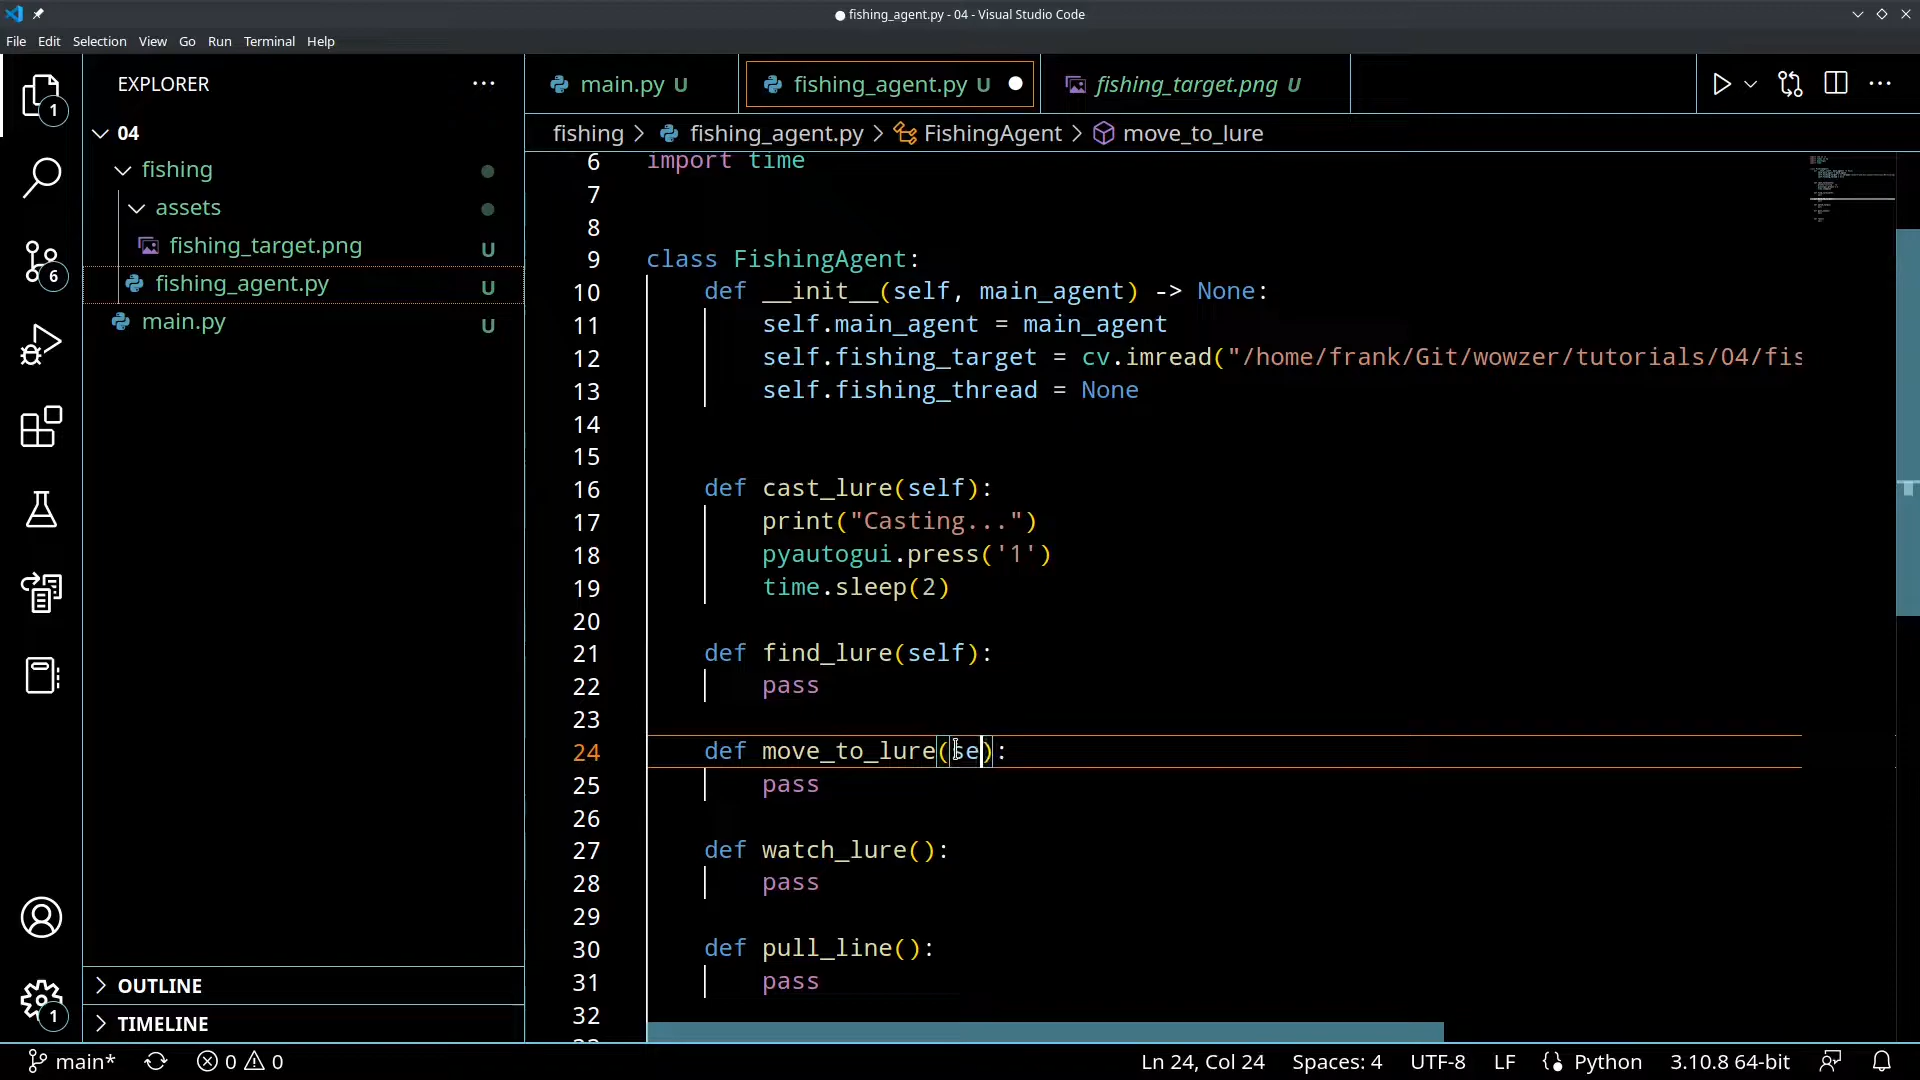 fishing_agent.py - 04 - Visual Studio Code
File Edit Selection View Go Run Terminal Help
EXPLORER
main.py U
fishing_agent.py U
fishing_target.png U
fishing > fishing_agent.py > FishingAgent > move_to_lure
1
6
1
04
fishing
assets
fishing_target.png U
fishing_agent.py U
main.py U
OUTLINE
TIMELINE
6 import time
7
8
9 class FishingAgent:
10 def __init__(self, main_agent) -> None:
11 self.main_agent = main_agent
12 self.fishing_target = cv.imread("/home/frank/Git/wowzer/tutorials/04/fis
13 self.fishing_thread = None
14
15
16 def cast_lure(self):
17 print("Casting...")
18 pyautogui.press('1')
19 time.sleep(2)
20
21 def find_lure(self):
22 pass
23
24 def move_to_lure(se):
25 pass
26
27 def watch_lure():
28 pass
29
30 def pull_line():
31 pass
32
main* 0 0 Ln 24, Col 24 Spaces: 4 UTF-8 LF Python 3.10.8 64-bit